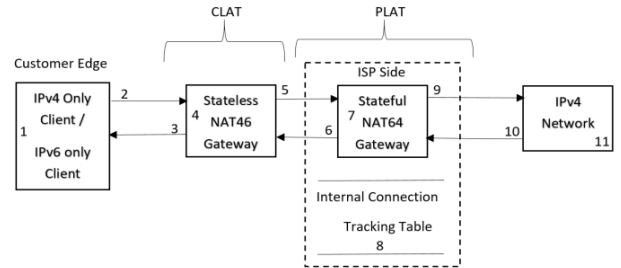 CLAT
PLAT
Customer Edge
ISP Side
1
IPv4 Only
Client /
IPv6 only
Client
2
3
4
Stateless
NAT46
Gateway
5
6
7
Stateful
NAT64
Gateway
9
10
IPv4
Network
11
Internal Connection
Tracking Table
8